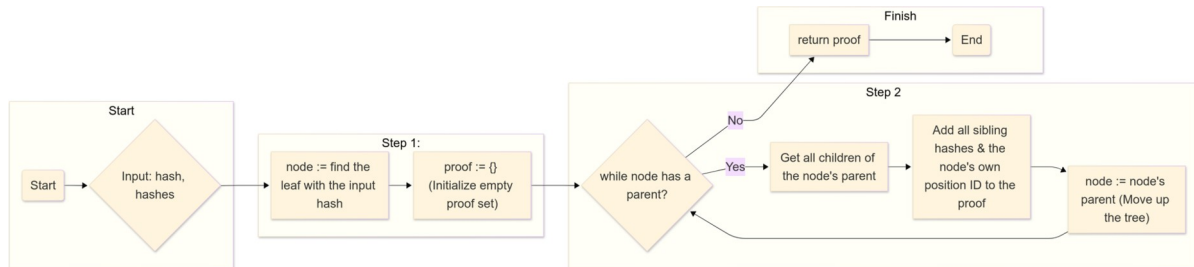 Start
Start
Input: hash,
hashes
Step 1:
node := find the
leaf with the input
hash
proof := {}
(Initialize empty
proof set)
Step 2
while node has a
parent?
No
Yes
Get all children of
the node's parent
Add all sibling
hashes & the
node's own
position ID to the
proof
node := node's
parent (Move up
the tree)
Finish
return proof
End